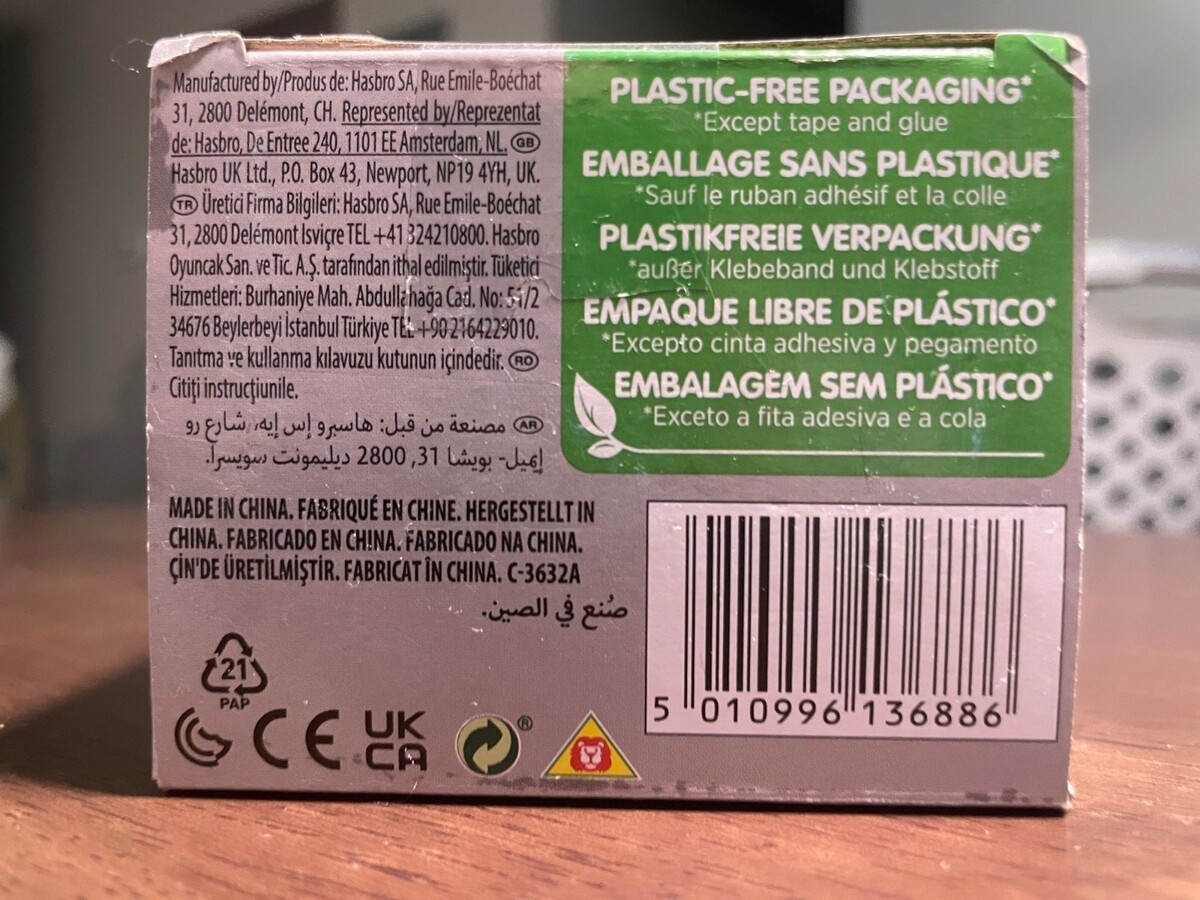 Manufactured by/Produs de: Hasbro SA, Rue Emile-Boéchat
31, 2800 Delémont, CH. Represented by/Reprezentat
de: Hasbro, De Entree 240, 1101 EE Amsterdam, NL. GB
Hasbro UK Ltd., P.O. Box 43, Newport, NP19 4YH, UK.
TR Üretici Firma Bilgileri: Hasbro SA, Rue Emile-Boéchat
31, 2800 Delémont İsviçre TEL +41 324210800. Hasbro
Oyuncak San. ve Tic. A.Ş. tarafından ithal edilmiştir. Tüketici
Hizmetleri: Burhaniye Mah. Abdullahağa Cad. No: 51/2
34676 Beylerbeyi İstanbul Türkiye TEL +90 2164229010.
Tanıtma ve kullanma kılavuzu kutunun içindedir. RO
Citiți instrucțiunile.
AR مصنعة من قبل: هاسبرو إس إيه، شارع رو
إميل- بويشا 31, 2800 ديليمونت سويسرا.
PLASTIC-FREE PACKAGING*
*Except tape and glue
EMBALLAGE SANS PLASTIQUE*
*Sauf le ruban adhésif et la colle
PLASTIKFREIE VERPACKUNG*
*außer Klebeband und Klebstoff
EMPAQUE LIBRE DE PLÁSTICO*
*Excepto cinta adhesiva y pegamento
EMBALAGEM SEM PLÁSTICO*
*Exceto a fita adesiva e a cola
MADE IN CHINA. FABRIQUÉ EN CHINE. HERGESTELLT IN
CHINA. FABRICADO EN CHINA. FABRICADO NA CHINA.
ÇİN'DE ÜRETİLMİŞTİR. FABRICAT ÎN CHINA. C-3632A
صُنع في الصين.
21
PAP
CE
UK
CA
®
5 010996 136886